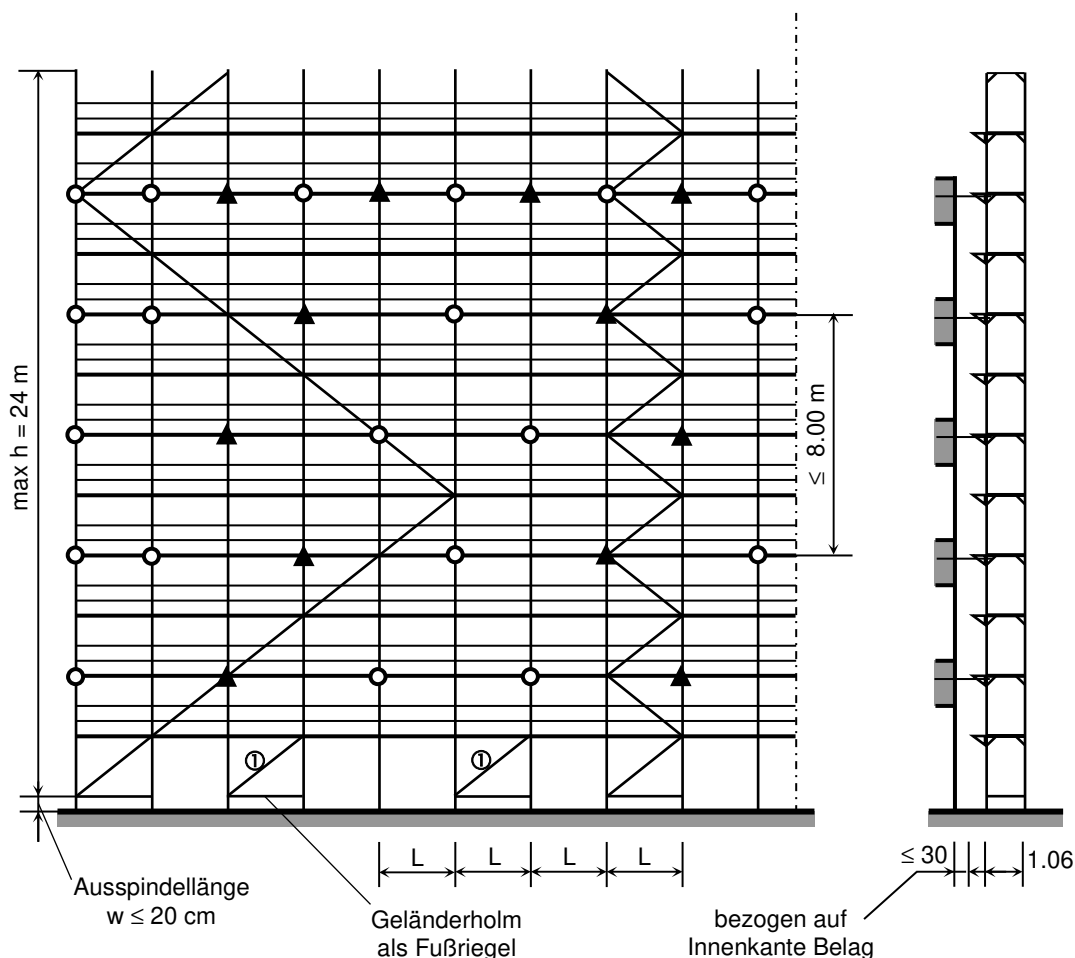 max h = 24 m
≤ 8.00 m
①
①
L
L
L
L
≤ 30
1.06
Ausspindellänge
w ≤ 20 cm
Geländerholm
als Fußriegel
bezogen auf
Innenkante Belag